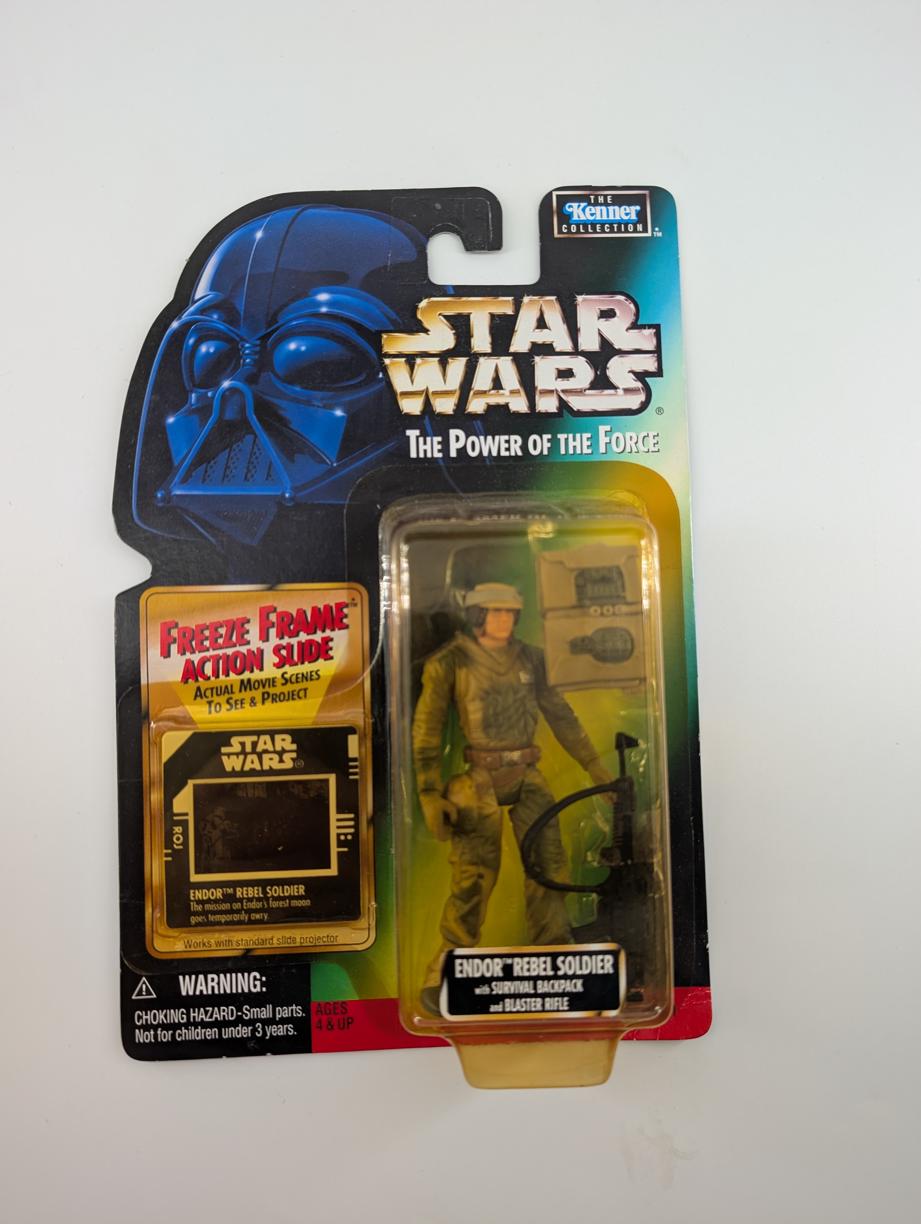 THE
Kenner
COLLECTION™
STAR
WARS®
THE POWER OF THE FORCE
FREEZE FRAME™
ACTION SLIDE
ACTUAL MOVIE SCENES
TO SEE & PROJECT
STAR
WARS®
ROJ
ENDOR™ REBEL SOLDIER
The mission on Endor's forest moon
goes temporarily awry.
Works with standard slide projector
ENDOR™ REBEL SOLDIER
with SURVIVAL BACKPACK
and BLASTER RIFLE
WARNING:
CHOKING HAZARD-Small parts.
Not for children under 3 years.
AGES
4 & UP